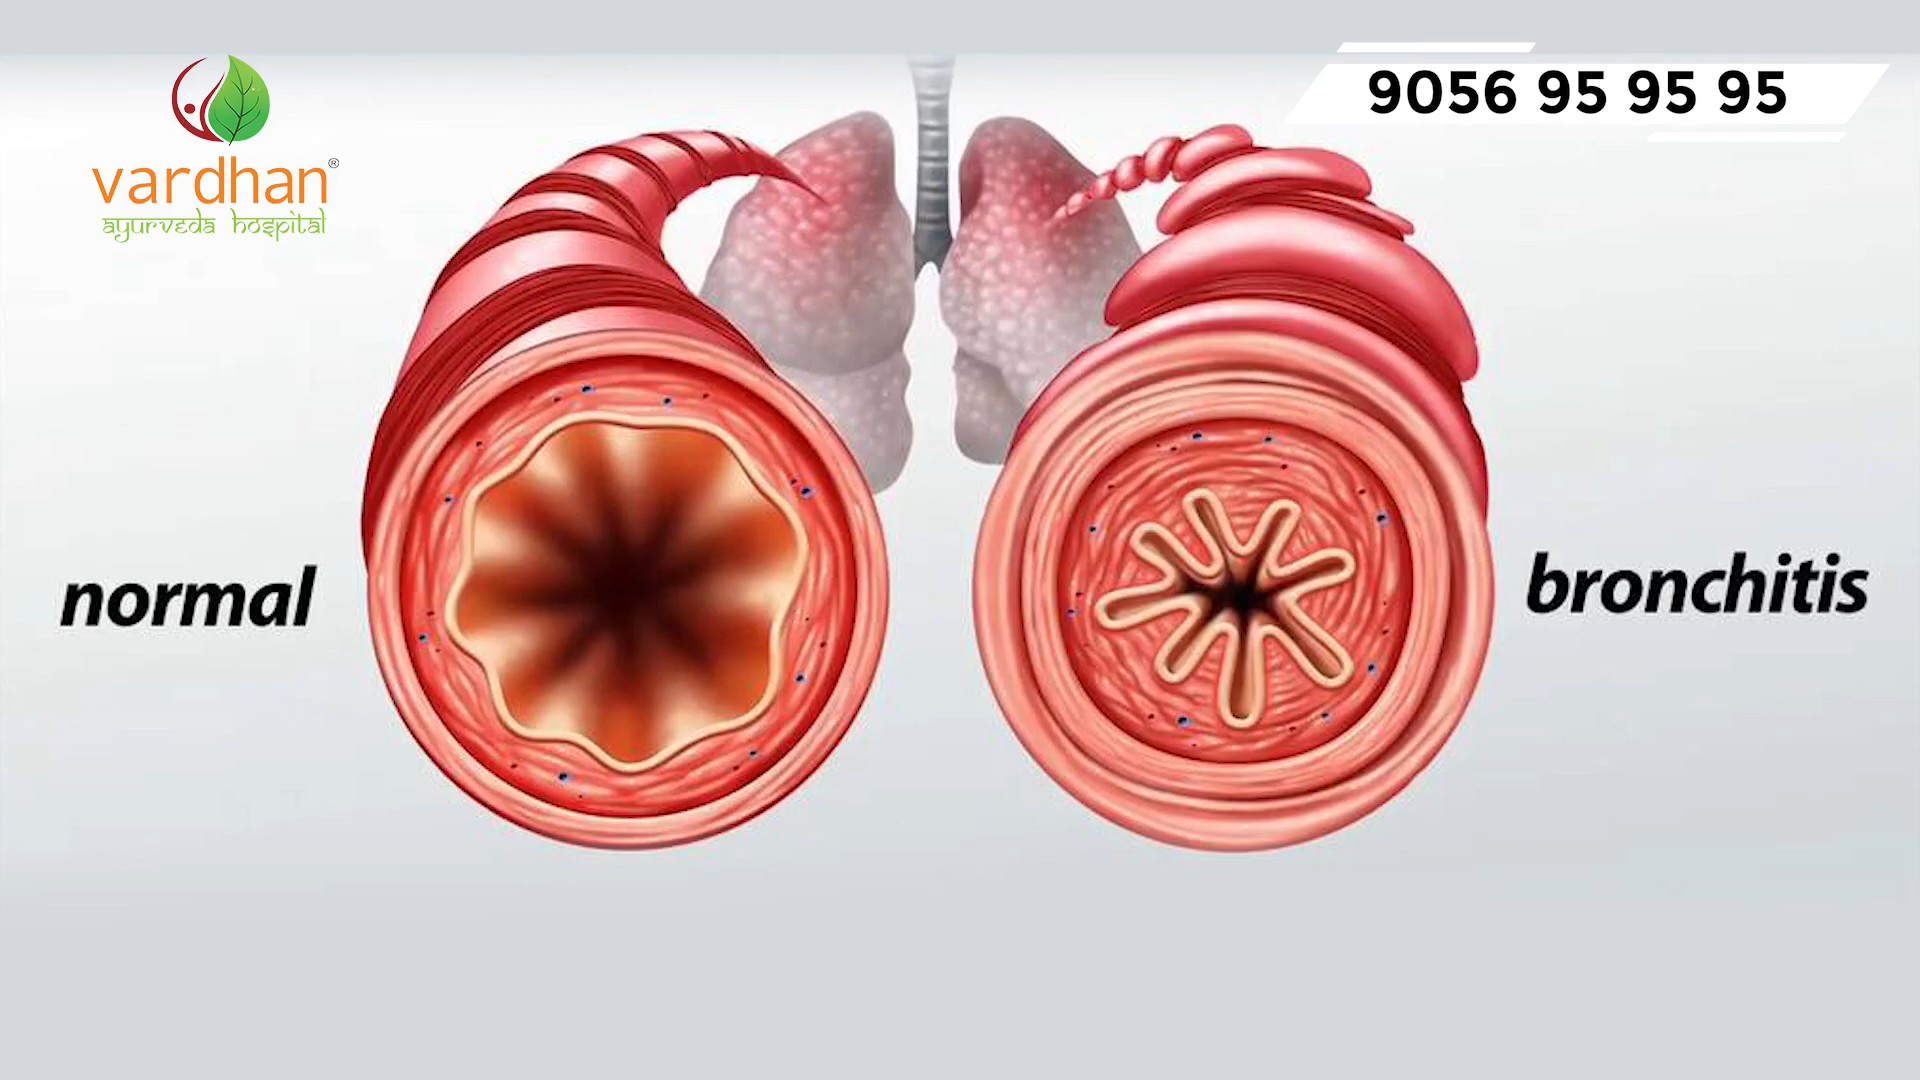 vardhan®
ayurveda hospital
9056 95 95 95
normal
bronchitis